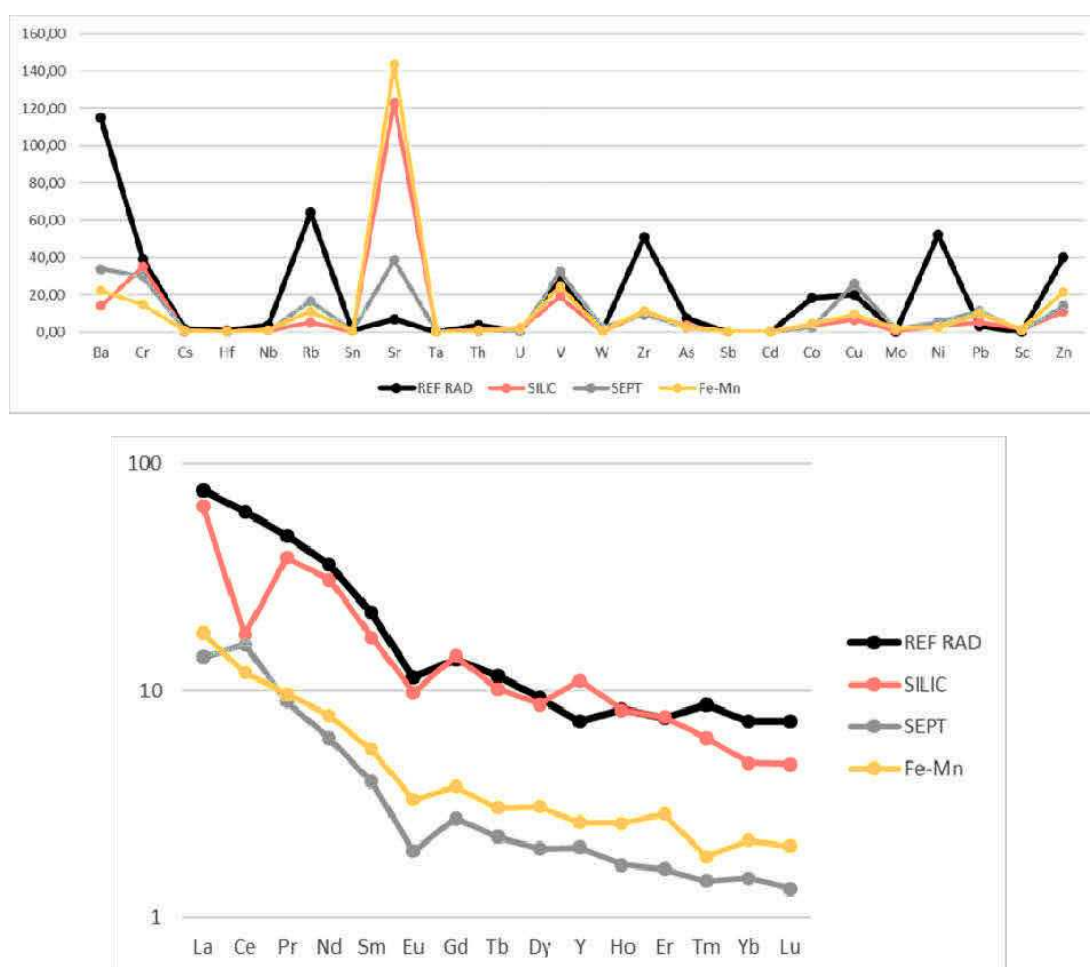 160,00
140,00
120,00
100,00
80,00
60,00
40,00
20,00
0,00
Ba Cr Cs Hf Nb Rb Sn Sr Ta Th U V W Zr As Sb Cd Co Cu Mo Ni Pb Sc Zn
REF RAD SILIC SEPT Fe-Mn
100
10
1
REF RAD
SILIC
SEPT
Fe-Mn
La Ce Pr Nd Sm Eu Gd Tb Dy Y Ho Er Tm Yb Lu